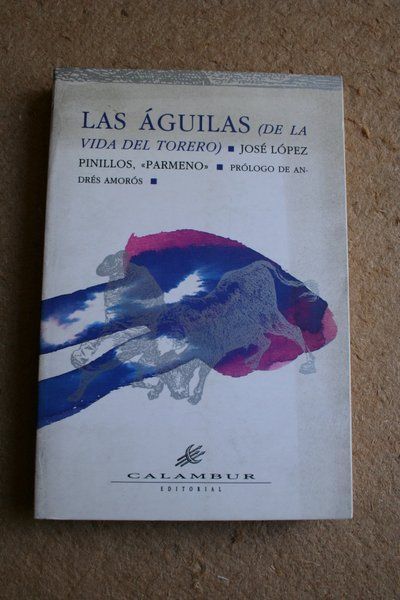 LAS ÁGUILAS (DE LA
VIDA DEL TORERO) ■ JOSÉ LÓPEZ
PINILLOS, «PARMENO» ■ PRÓLOGO DE AN-
DRÉS AMORÓS ■
CALAMBUR
EDITORIAL